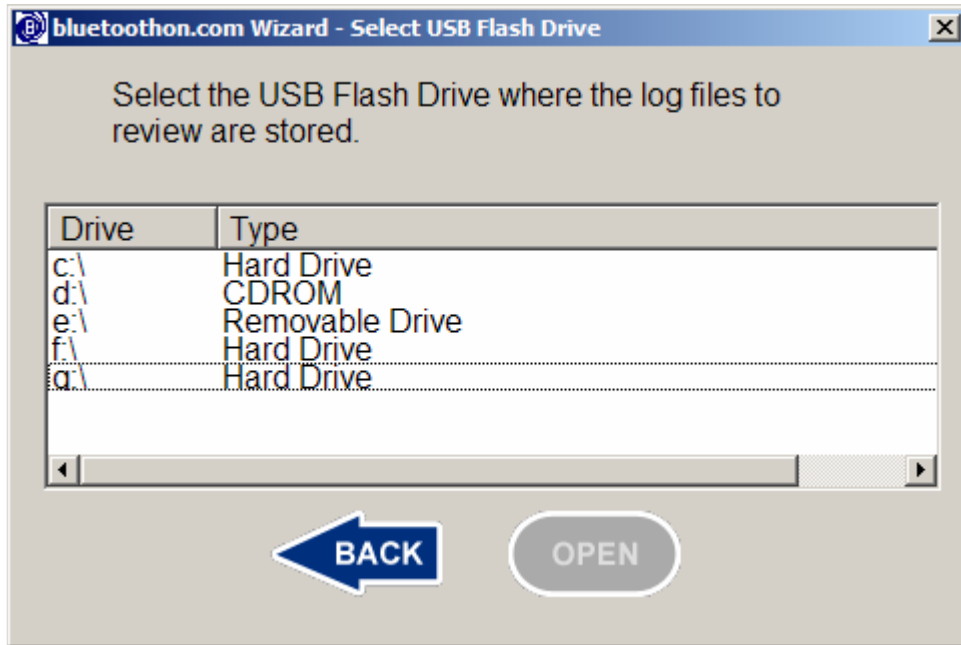 bluetoothon.com Wizard - Select USB Flash Drive
Select the USB Flash Drive where the log files to
review are stored.
Drive Type
c:\ Hard Drive
d:\ CDROM
e:\ Removable Drive
f:\ Hard Drive
g:\ Hard Drive
BACK OPEN